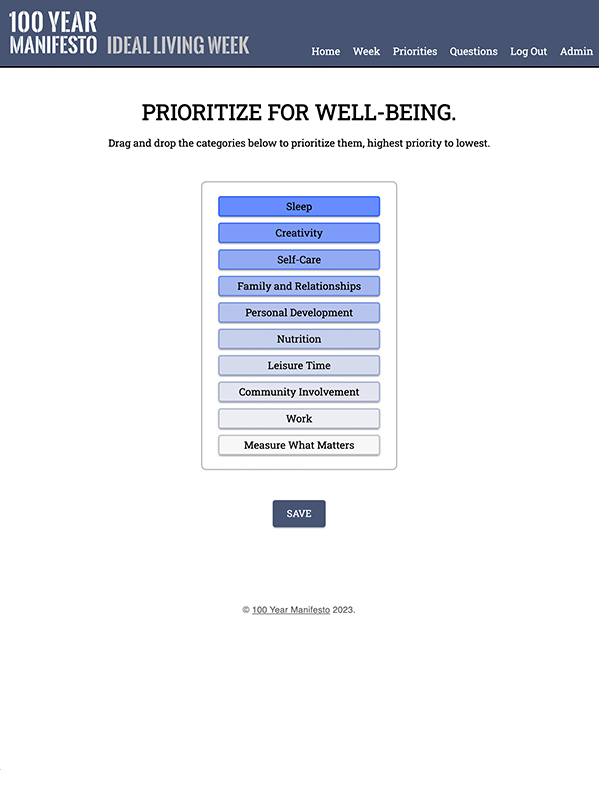 100 YEAR
MANIFESTO IDEAL LIVING WEEK
Home Week Priorities Questions Log Out Admin
PRIORITIZE FOR WELL-BEING.
Drag and drop the categories below to prioritize them, highest priority to lowest.
Sleep
Creativity
Self-Care
Family and Relationships
Personal Development
Nutrition
Leisure Time
Community Involvement
Work
Measure What Matters
SAVE
© 100 Year Manifesto 2023.